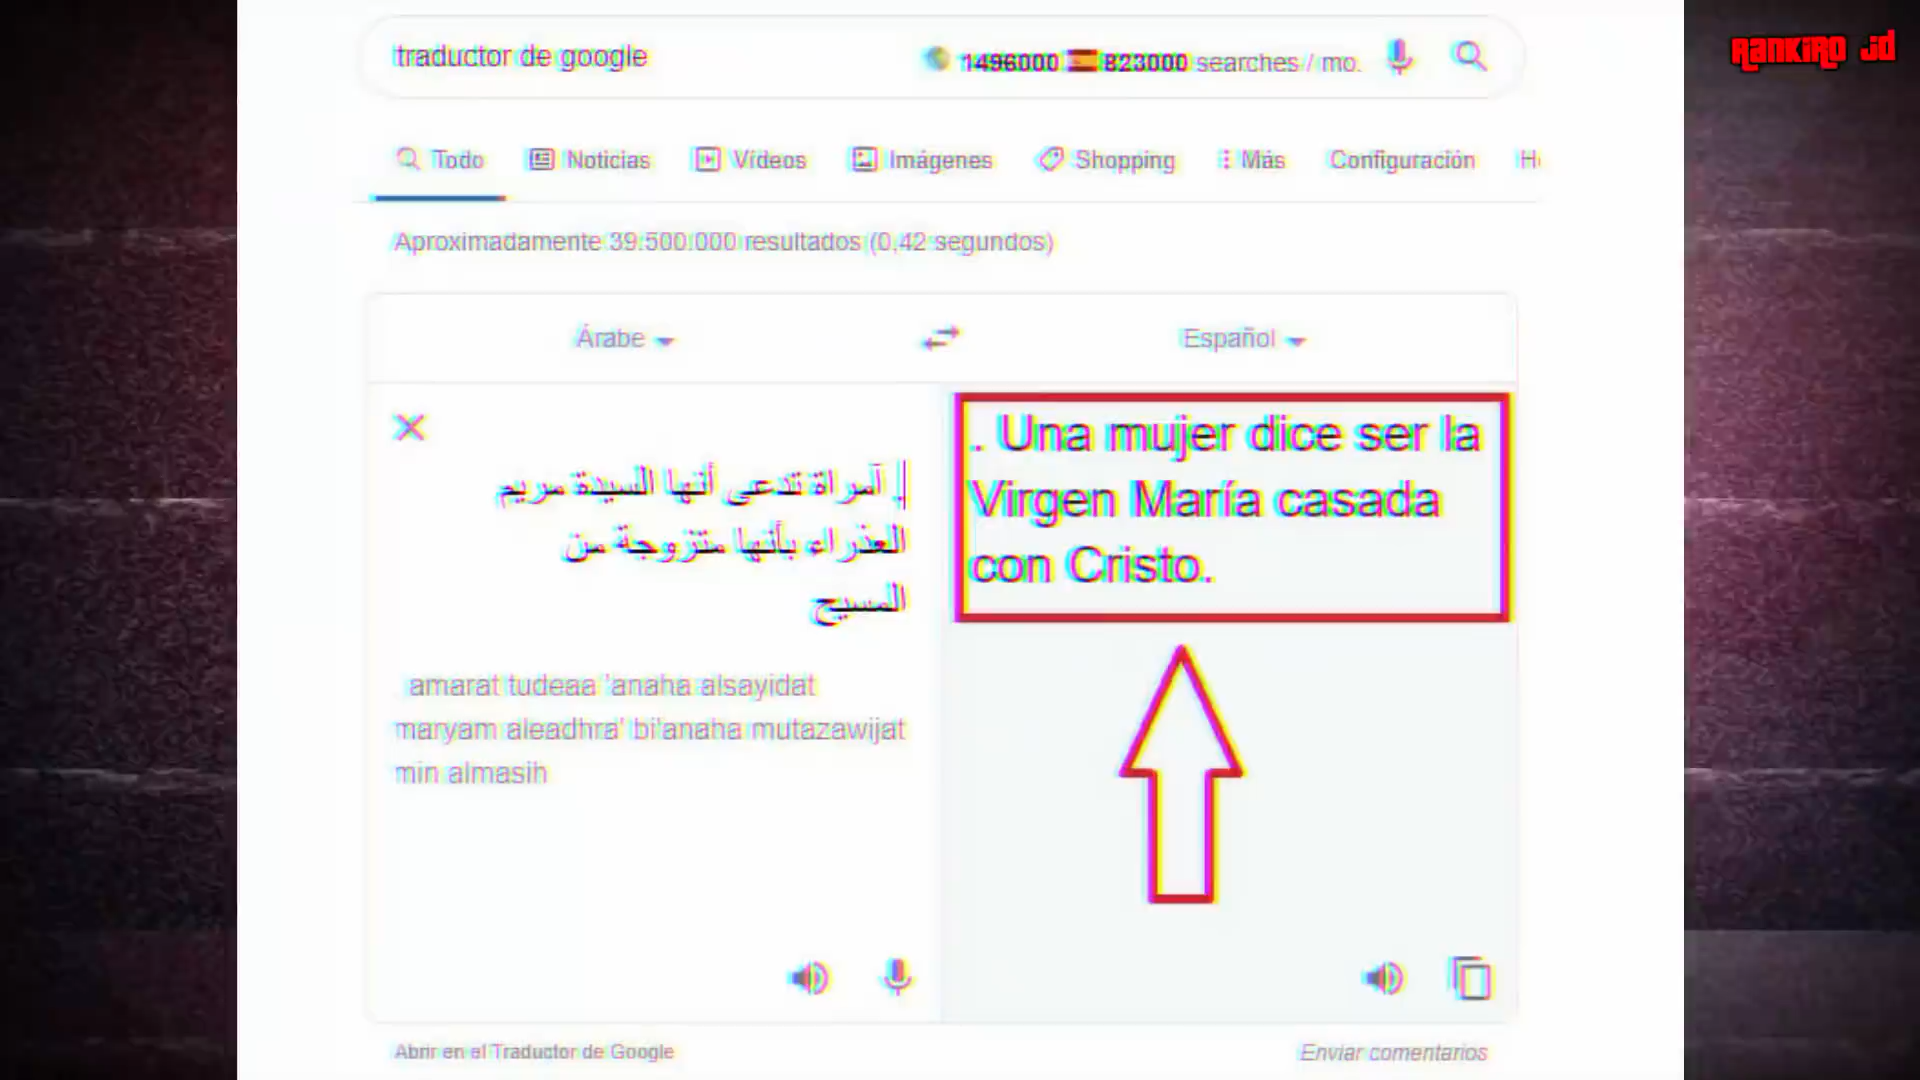 RANKIRO JD
traductor de google
1496000 823000 searches / mo.
Todo Noticias Vídeos Imágenes Shopping Más Configuración
Aproximadamente 39.500.000 resultados (0,42 segundos)
Árabe Español
. آمراة تدعى أنها السيدة مريم
العذراء بأنها متزوجة من
المسيح
amarat tudeaa 'anaha alsayidat
maryam aleadhra' bi'anaha mutazawijat
min almasih
. Una mujer dice ser la
Virgen María casada
con Cristo.
Abrir en el Traductor de Google
Enviar comentarios